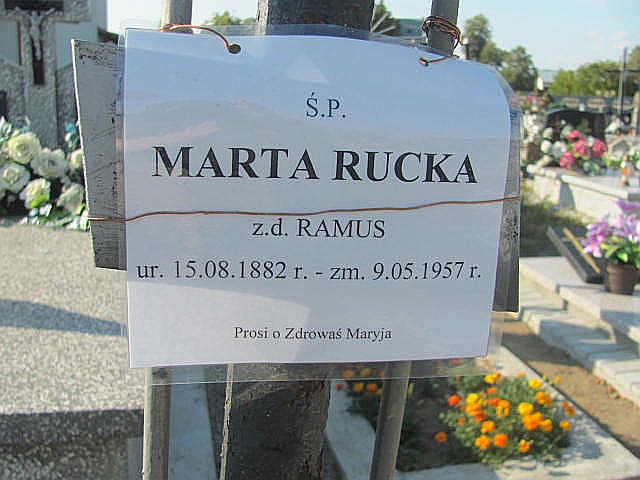 Ś.P.
MARTA RUCKA
z.d. RAMUS
ur. 15.08.1882 r. - zm. 9.05.1957 r.
Prosi o Zdrowaś Maryja